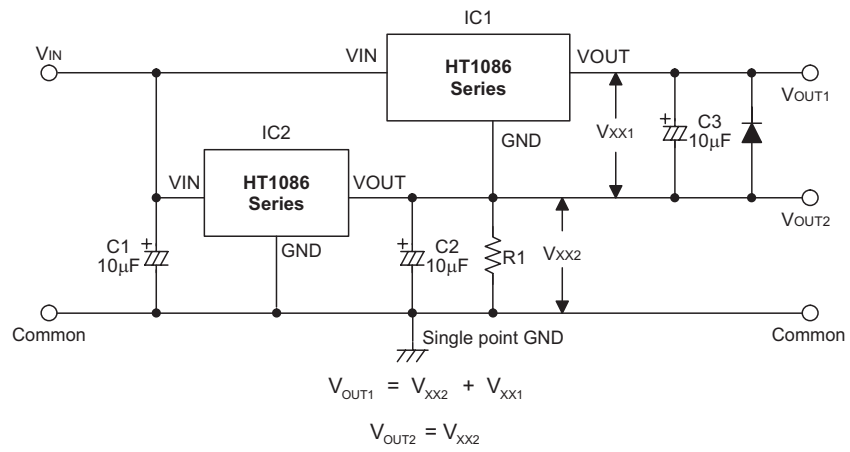 IC1
VIN
VIN
HT1086
Series
VOUT
VOUT1
GND
VXX1
C3
10μF
IC2
VIN
HT1086
Series
VOUT
GND
VOUT2
C1
10μF
C2
10μF
R1
VXX2
Common
Single point GND
Common
VOUT1 = VXX2 + VXX1
VOUT2 = VXX2